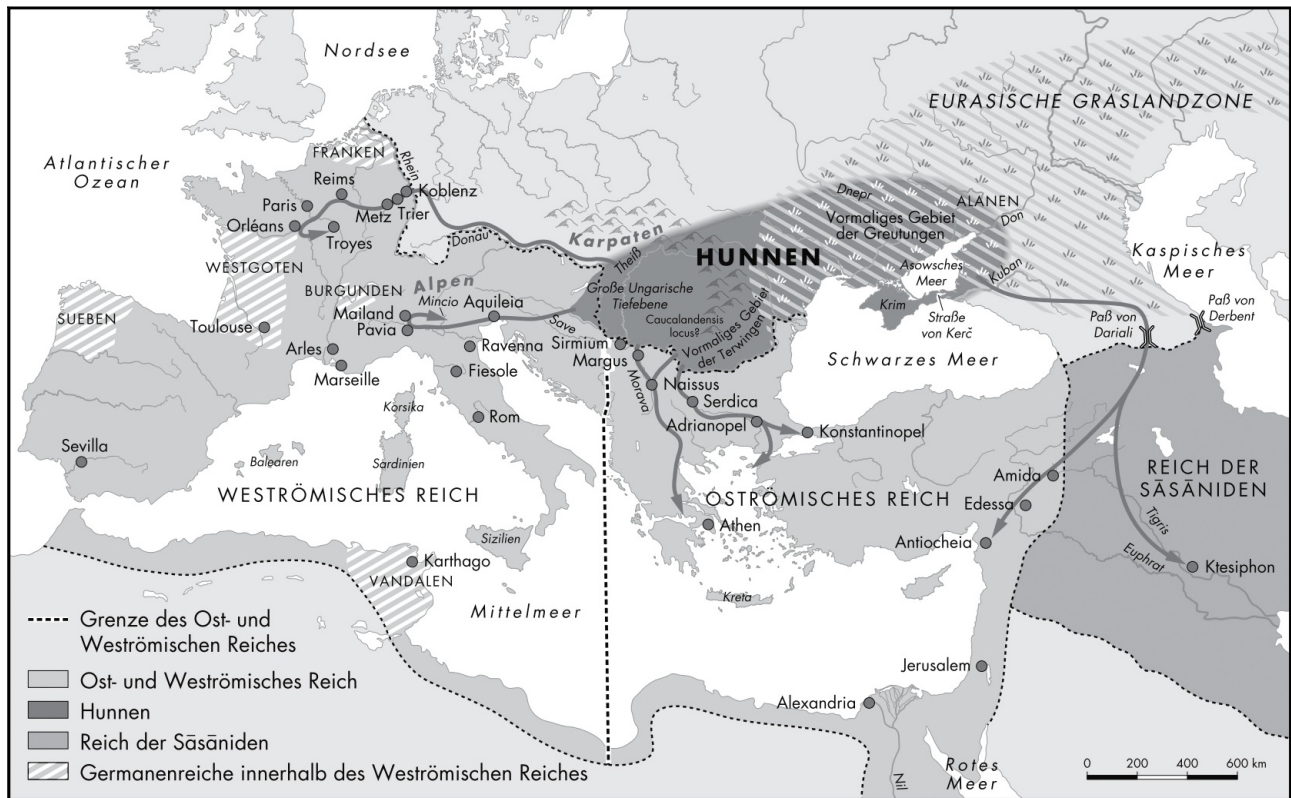 Nordsee
EURASISCHE GRASLANDZONE
Atlantischer
Ozean
FRANKEN
Rhein
Reims
Koblenz
Paris
Metz
Trier
Orléans
Troyes
Donau
Karpaten
Theiß
Dnepr
ALANEN
Don
Vormaliges Gebiet
der Greutungen
HUNNEN
WESTGOTEN
BURGUNDEN
Alpen
Mincio
Aquileia
Große Ungarische
Tiefebene
Asowsches
Meer
Kuban
Kaspisches
Meer
Krim
Straße
von Kerč
Paß von
Dariali
Paß von
Derbent
SUEBEN
Toulouse
Mailand
Pavia
Save
Caucalandensis
locus?
Vormaliges Gebiet
der Terwingen
Sirmium
Margus
Morava
Schwarzes Meer
Arles
Marseille
Ravenna
Fiesole
Naissus
Serdica
Adrianopel
Konstantinopel
Korsika
Rom
Sevilla
Balearen
Sardinien
WESTRÖMISCHES REICH
OSTRÖMISCHES REICH
Amida
Edessa
REICH DER
SĀSĀNIDEN
Sizilien
Athen
Antiocheia
Tigris
Euphrat
Ktesiphon
Karthago
VANDALEN
Kreta
Mittelmeer
Jerusalem
Alexandria
Nil
Rotes
Meer
Grenze des Ost- und
Weströmischen Reiches
Ost- und Weströmisches Reich
Hunnen
Reich der Sāsāniden
Germanenreiche innerhalb des Weströmischen Reiches
0 200 400 600 km